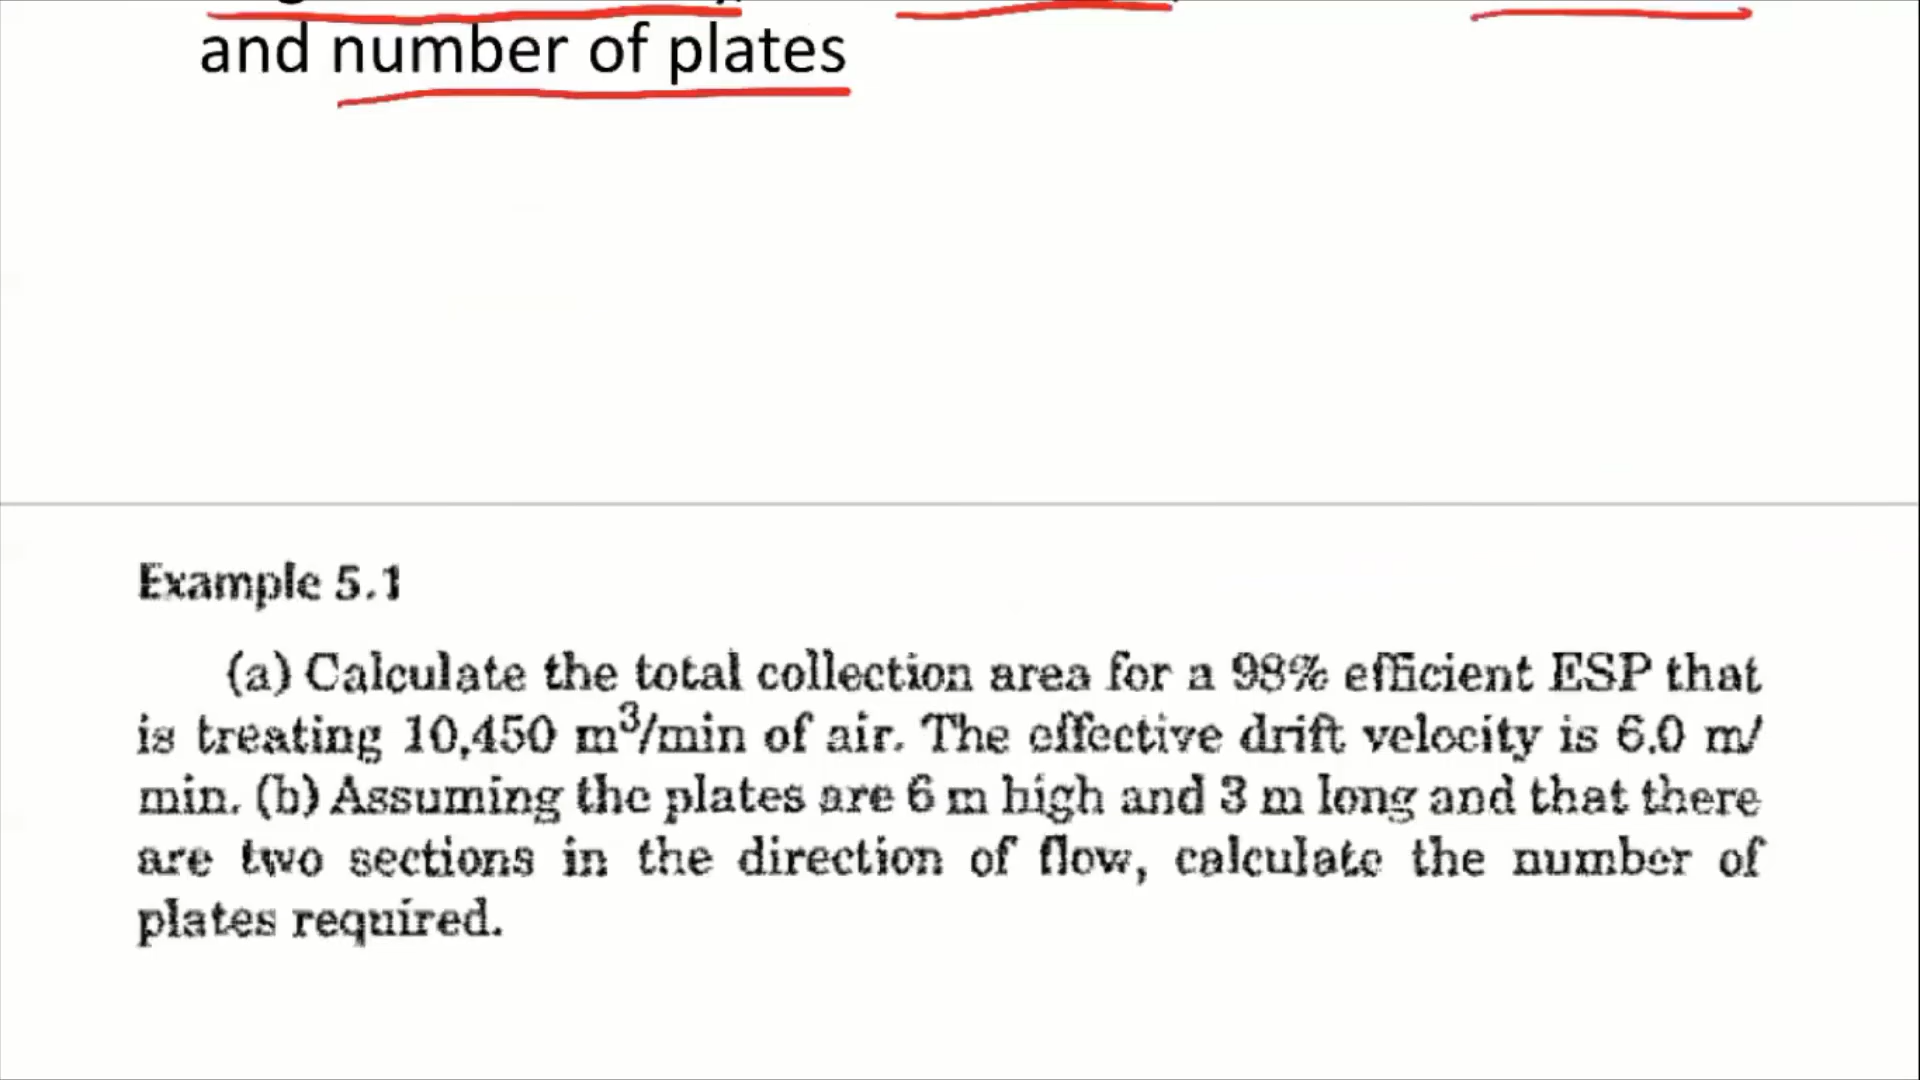 and number of plates
Example 5.1
(a) Calculate the total collection area for a 98% efficient ESP that
is treating 10,450 m³/min of air. The effective drift velocity is 6.0 m/
min. (b) Assuming the plates are 6 m high and 3 m long and that there
are two sections in the direction of flow, calculate the number of
plates required.